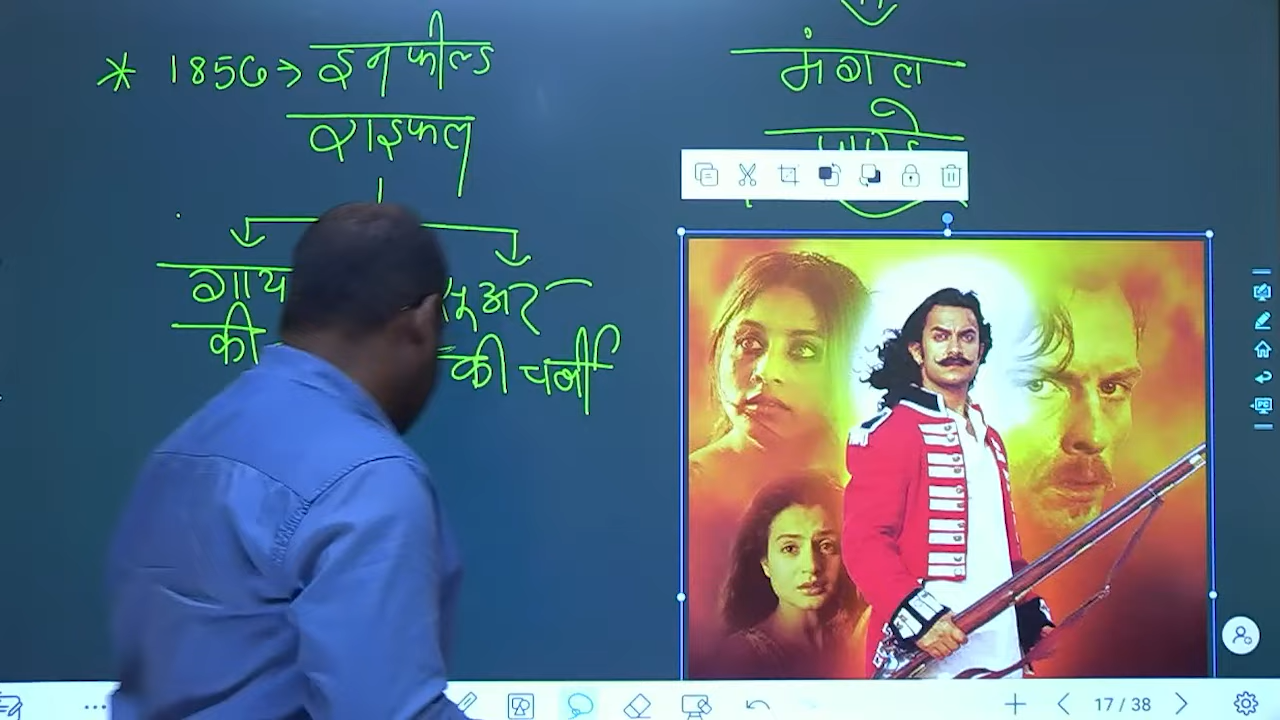 * 1856 → इनफील्ड
राइफल
गाय
की
सूअर
की चर्बी
मंगल
17 / 38